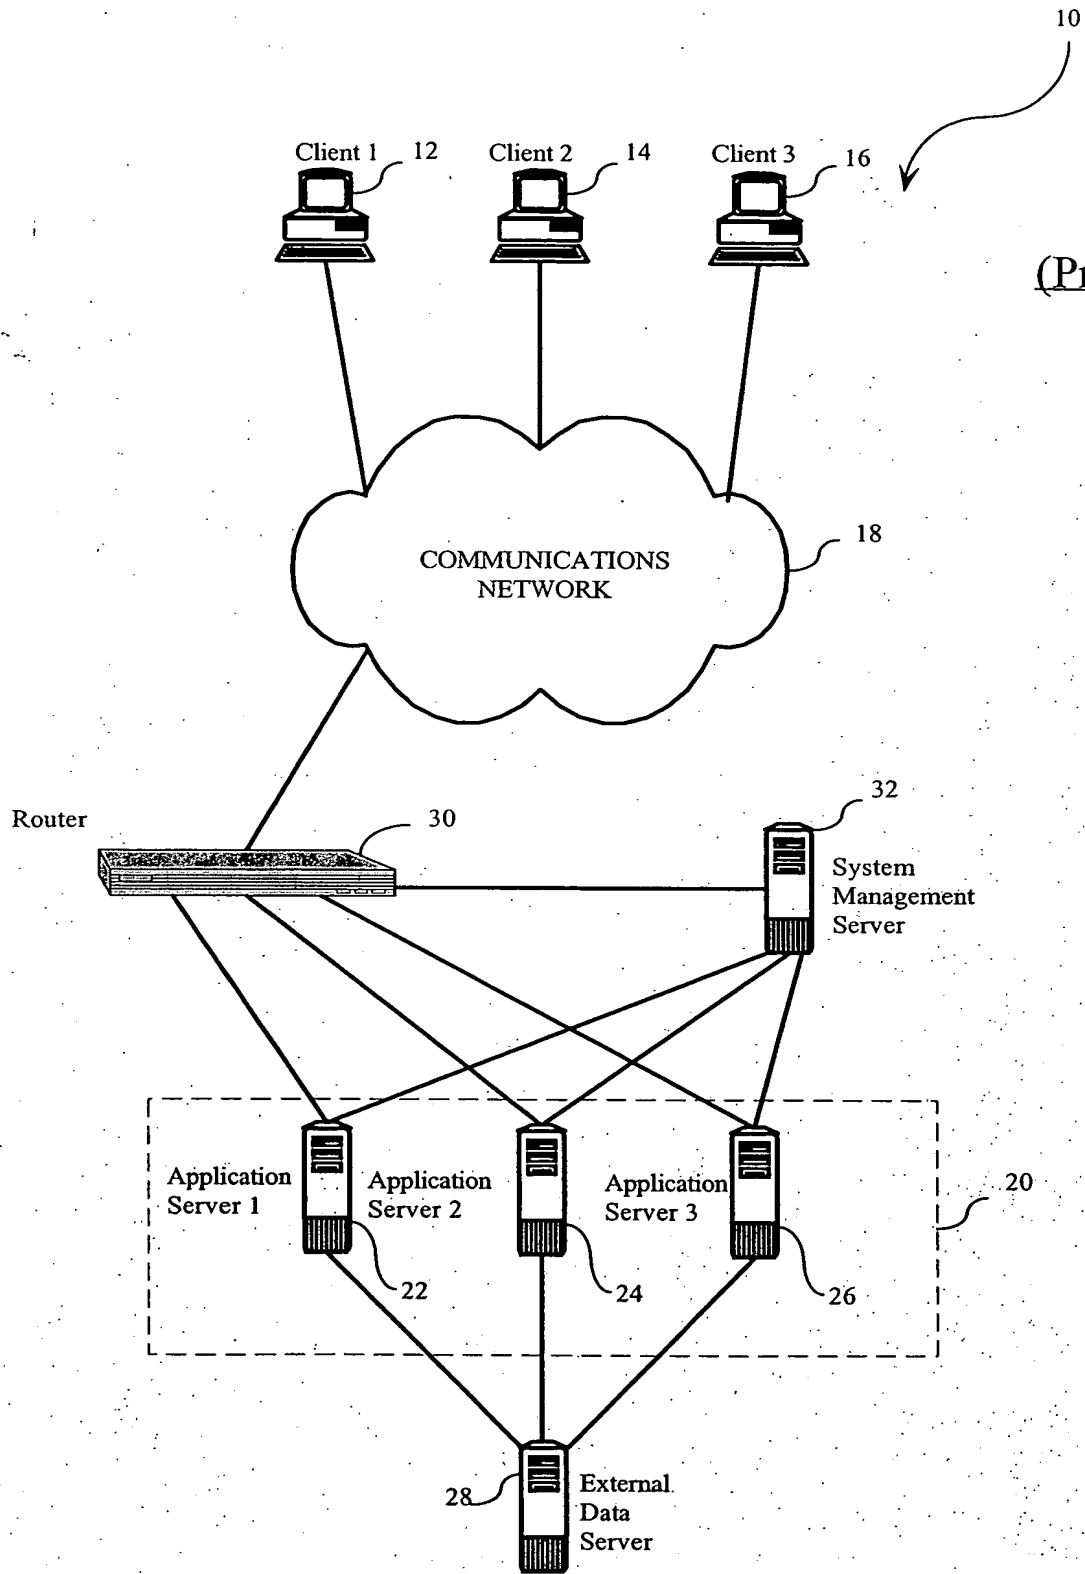 10
Client 1
12
Client 2
14
Client 3
16
(Pr
COMMUNICATIONS
NETWORK
18
Router
30
32
System
Management
Server
Application
Server 1
Application
Server 2
Application
Server 3
20
22
24
26
28
External
Data
Server